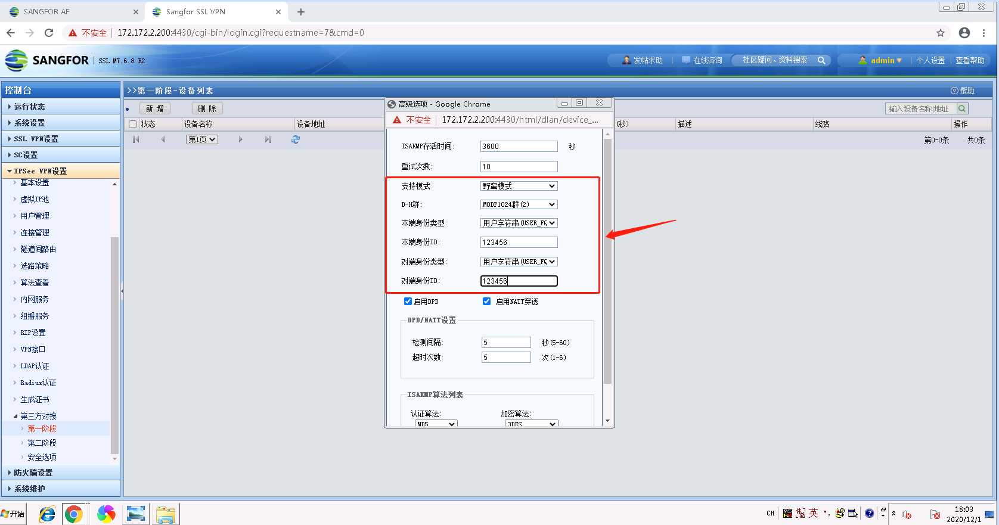 SANGFOR AF
Sangfor SSL VPN
不安全 172.172.2.200:4430/cgi-bin/login.cgi?requestname=7&cmd=0
SANGFOR SSL M7.6.8 R2
发帖求助 在线咨询 社区疑问、资料搜索 admin 个人设置 查看帮助
控制台
运行状态
系统设置
SSL VPN设置
SC设置
IPSec VPN设置
基本设置
虚拟IP池
用户管理
连接管理
隧道间路由
选路策略
算法查看
内网服务
组播服务
RIP设置
VPN接口
LDAP认证
Radius认证
生成证书
第三方对接
第一阶段
第二阶段
安全选项
防火墙设置
系统维护
>>第一阶段-设备列表
帮助
新 增 删 除
输入设备名称|地址
状态 设备名称 设备地址 (秒) 描述 线路 操作
第1页
第0-0条 共0条
高级选项 - Google Chrome
不安全 172.172.2.200:4430/html/dlan/device_...
ISAKMP存活时间: 3600 秒
重试次数: 10
支持模式: 野蛮模式
D-H群: MODP1024群(2)
本端身份类型: 用户字符串(USER_FQ
本端身份ID: 123456
对端身份类型: 用户字符串(USER_FQ
对端身份ID: 123456
启用DPD 启用NATT穿透
DPD/NATT设置
检测间隔: 5 秒(5-60)
超时次数: 5 次(1-6)
ISAKMP算法列表
认证算法: 加密算法:
MD5 3DES
开始
CH
英
18:03
2020/12/1